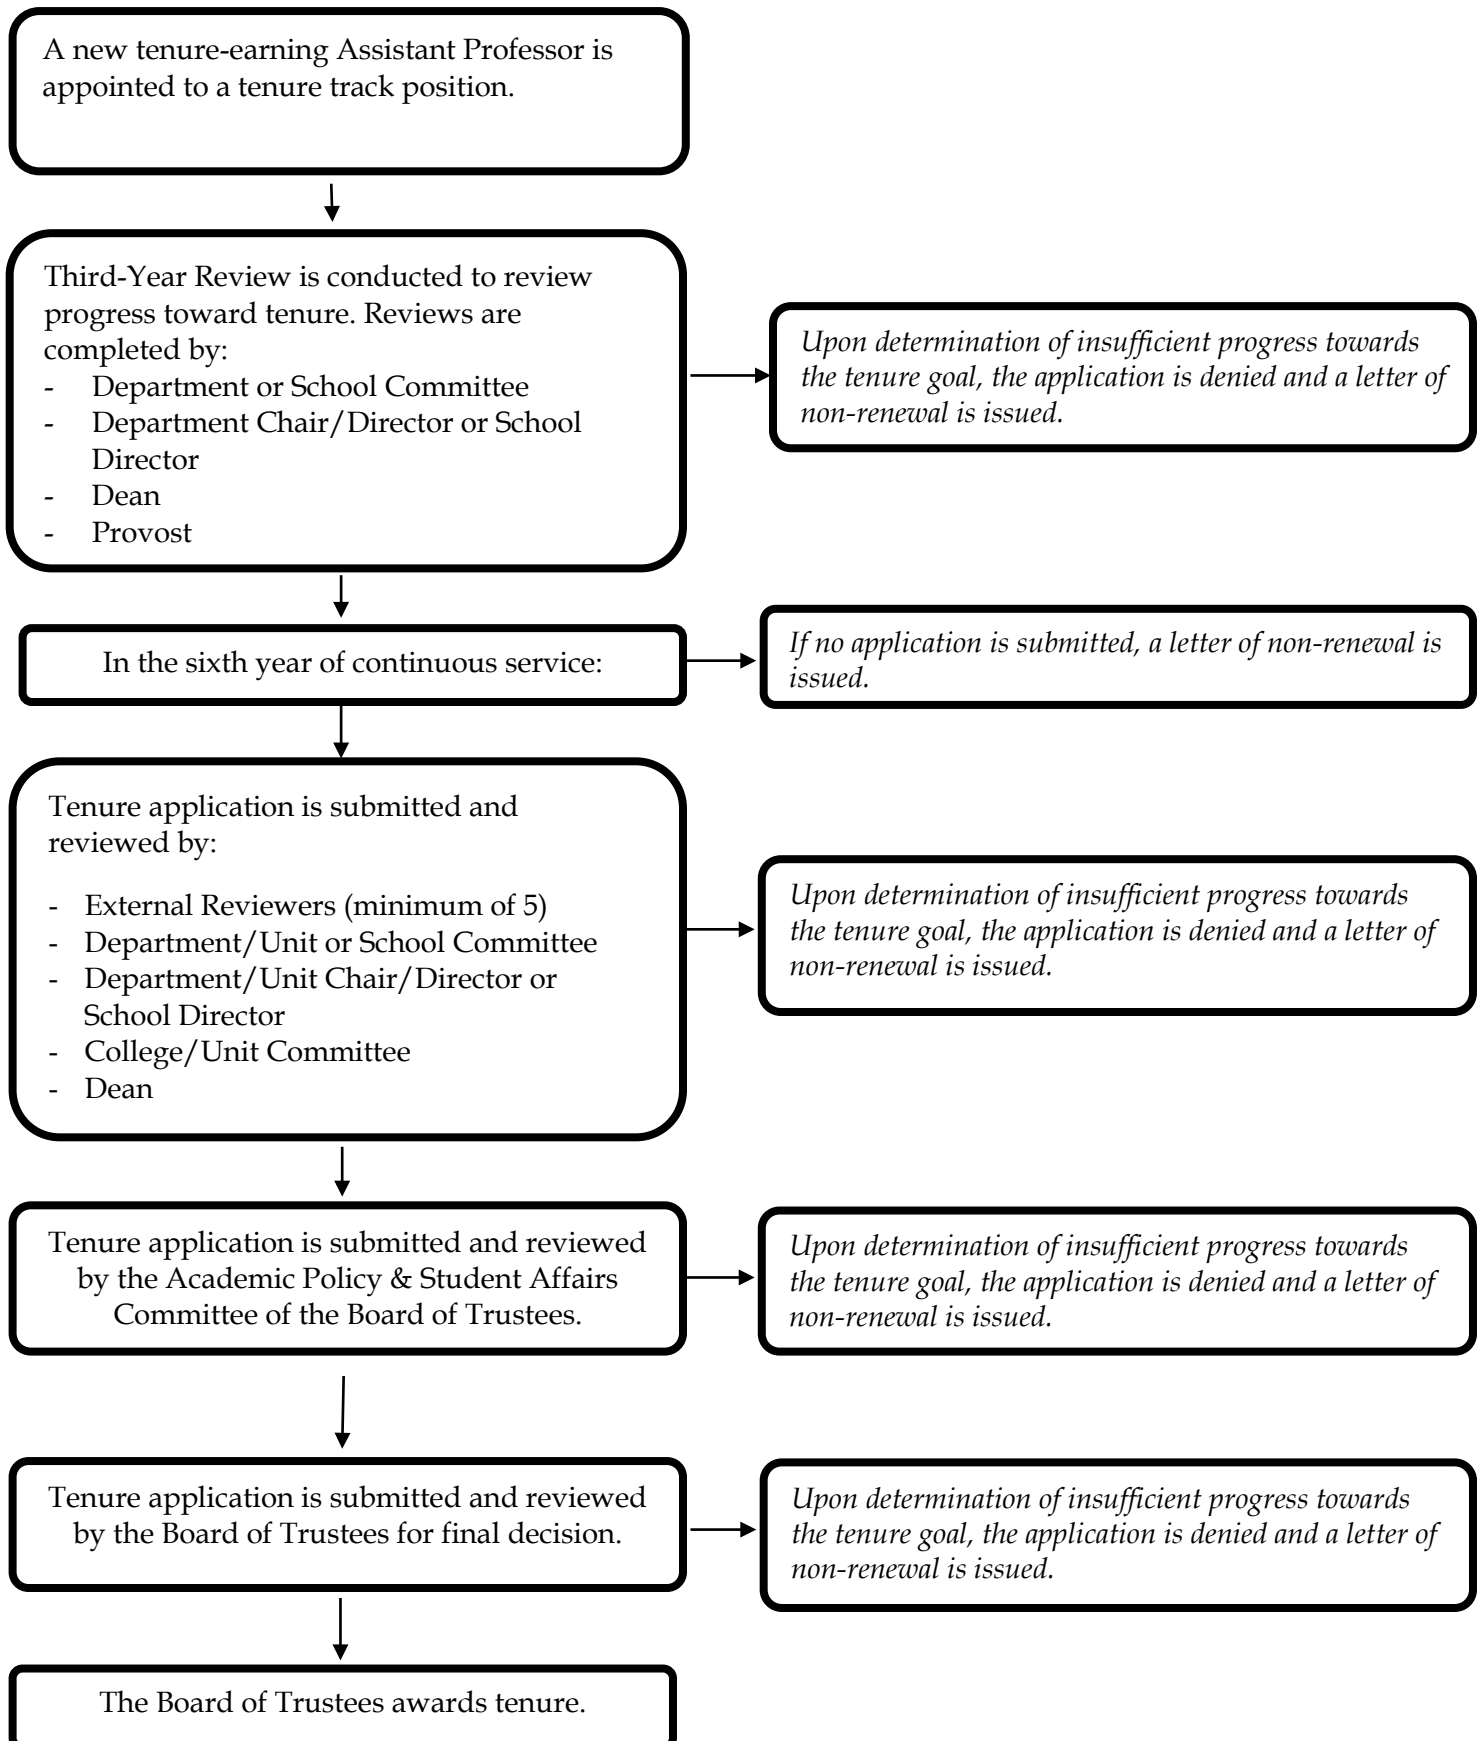 A new tenure-earning Assistant Professor is
appointed to a tenure track position.
Third-Year Review is conducted to review
progress toward tenure. Reviews are
completed by:
- Department or School Committee
- Department Chair/Director or School
Director
- Dean
- Provost
Upon determination of insufficient progress towards
the tenure goal, the application is denied and a letter of
non-renewal is issued.
In the sixth year of continuous service:
If no application is submitted, a letter of non-renewal is
issued.
Tenure application is submitted and
reviewed by:
- External Reviewers (minimum of 5)
- Department/Unit or School Committee
- Department/Unit Chair/Director or
School Director
- College/Unit Committee
- Dean
Upon determination of insufficient progress towards
the tenure goal, the application is denied and a letter of
non-renewal is issued.
Tenure application is submitted and reviewed
by the Academic Policy & Student Affairs
Committee of the Board of Trustees.
Upon determination of insufficient progress towards
the tenure goal, the application is denied and a letter of
non-renewal is issued.
Tenure application is submitted and reviewed
by the Board of Trustees for final decision.
Upon determination of insufficient progress towards
the tenure goal, the application is denied and a letter of
non-renewal is issued.
The Board of Trustees awards tenure.